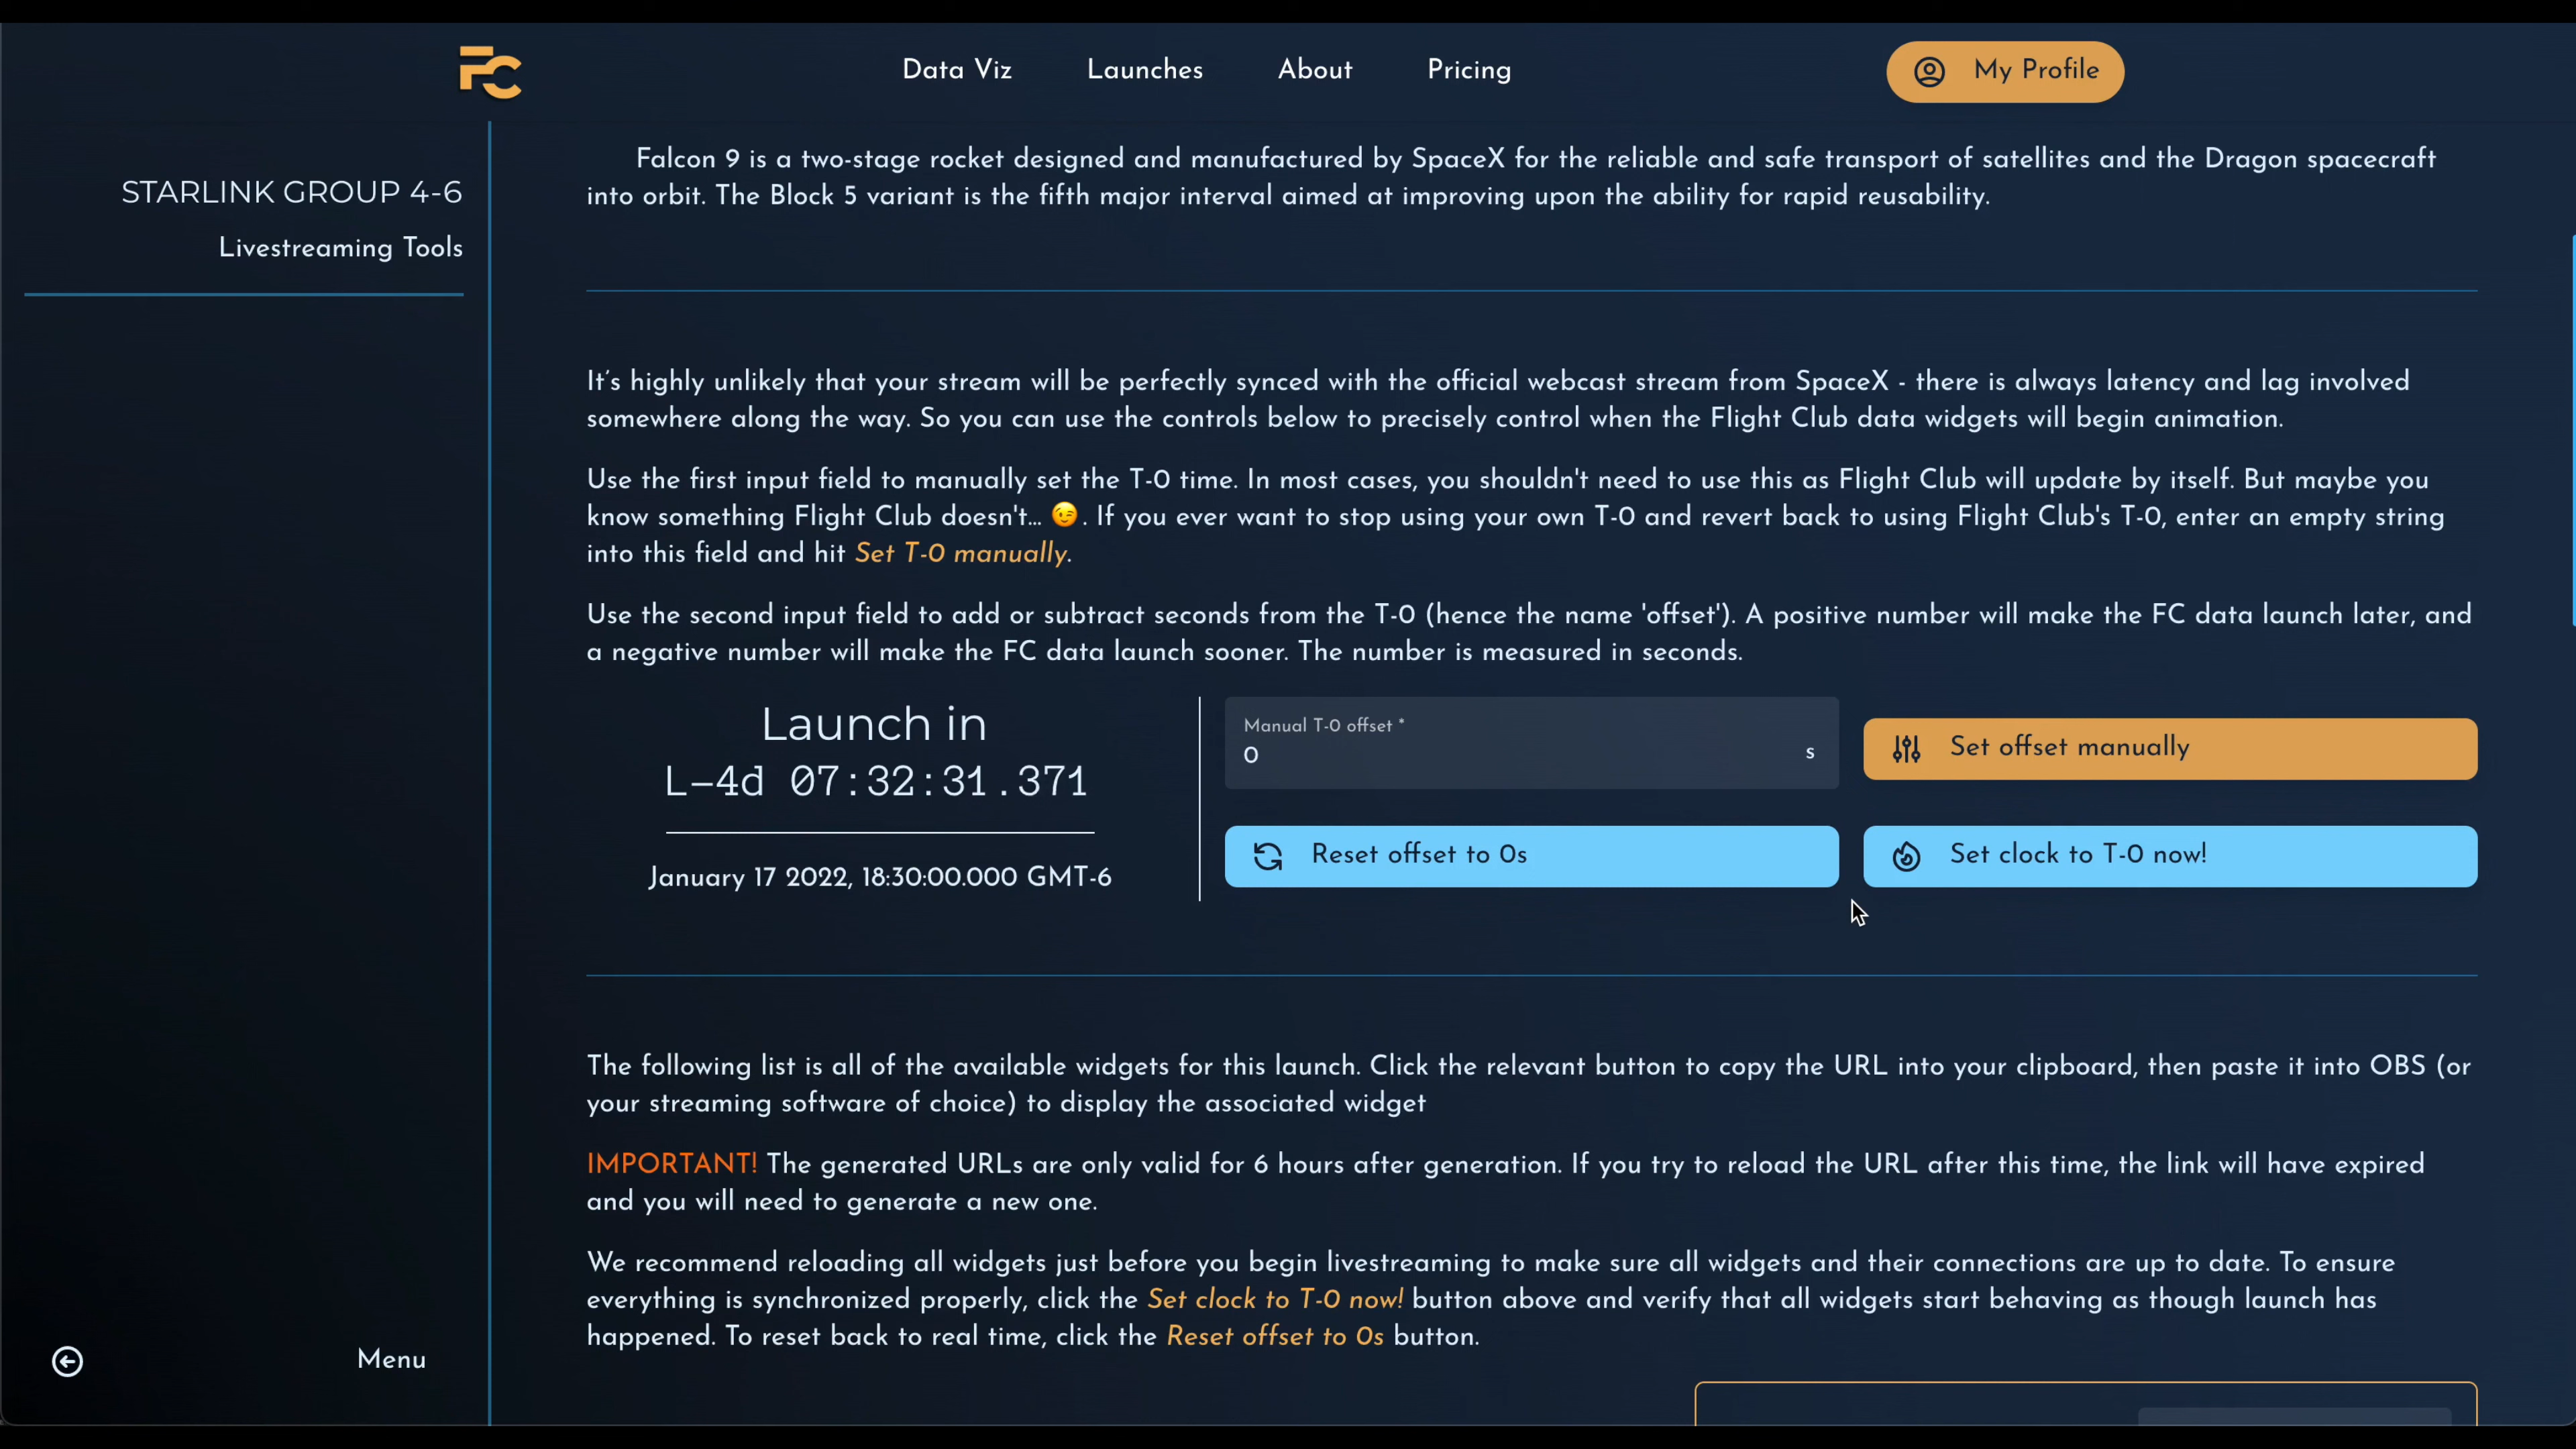 FC
Data Viz
Launches
About
Pricing
My Profile
STARLINK GROUP 4-6
Livestreaming Tools
Falcon 9 is a two-stage rocket designed and manufactured by SpaceX for the reliable and safe transport of satellites and the Dragon spacecraft
into orbit. The Block 5 variant is the fifth major interval aimed at improving upon the ability for rapid reusability.
It's highly unlikely that your stream will be perfectly synced with the official webcast stream from SpaceX - there is always latency and lag involved
somewhere along the way. So you can use the controls below to precisely control when the Flight Club data widgets will begin animation.
Use the first input field to manually set the T-0 time. In most cases, you shouldn't need to use this as Flight Club will update by itself. But maybe you
know something Flight Club doesn't... 😉. If you ever want to stop using your own T-0 and revert back to using Flight Club's T-0, enter an empty string
into this field and hit Set T-0 manually.
Use the second input field to add or subtract seconds from the T-0 (hence the name 'offset'). A positive number will make the FC data launch later, and
a negative number will make the FC data launch sooner. The number is measured in seconds.
Launch in
L-4d 07:32:31.371
January 17 2022, 18:30:00.000 GMT-6
Manual T-0 offset *
0 s
Set offset manually
Reset offset to 0s
Set clock to T-0 now!
The following list is all of the available widgets for this launch. Click the relevant button to copy the URL into your clipboard, then paste it into OBS (or
your streaming software of choice) to display the associated widget
IMPORTANT! The generated URLs are only valid for 6 hours after generation. If you try to reload the URL after this time, the link will have expired
and you will need to generate a new one.
We recommend reloading all widgets just before you begin livestreaming to make sure all widgets and their connections are up to date. To ensure
everything is synchronized properly, click the Set clock to T-0 now! button above and verify that all widgets start behaving as though launch has
happened. To reset back to real time, click the Reset offset to 0s button.
Menu